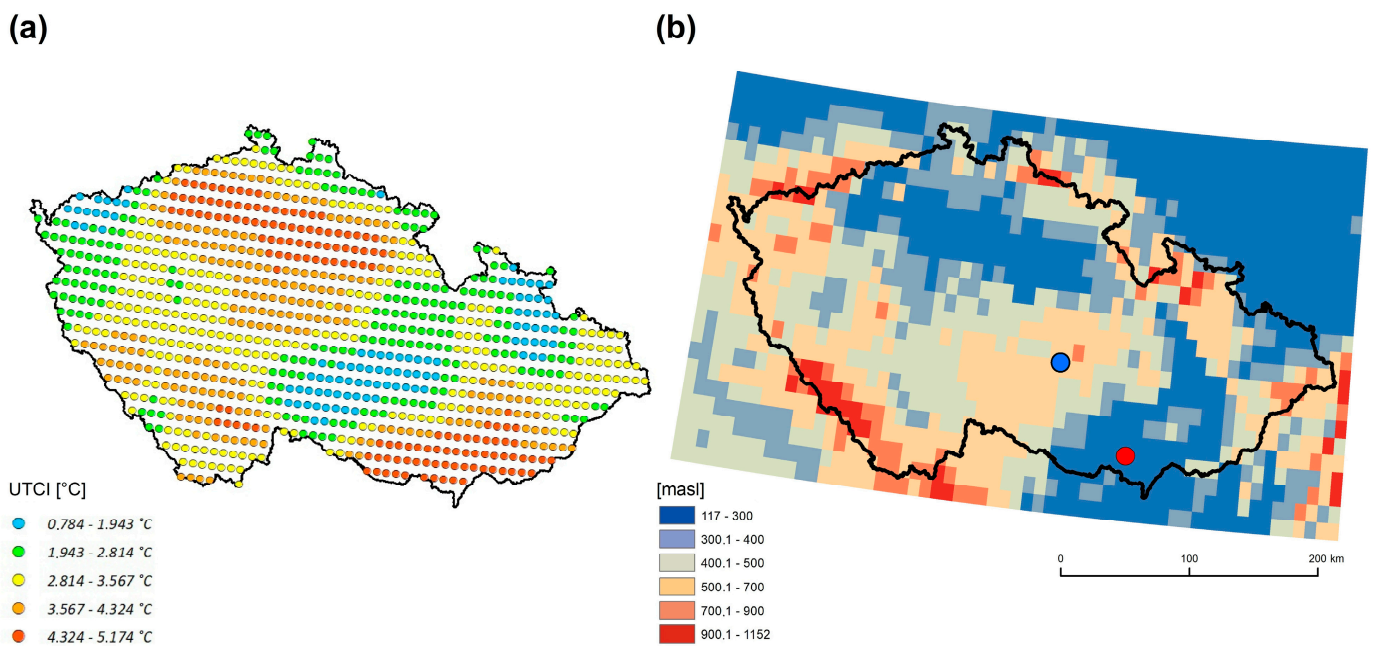 (a)
(b)
UTCI [°C]
0.784 - 1.943 ˚C
1.943 - 2.814 ˚C
2.814 - 3.567 ˚C
3.567 - 4.324 ˚C
4.324 - 5.174 ˚C
[masl]
117 - 300
300,1 - 400
400,1 - 500
500,1 - 700
700,1 - 900
900,1 - 1152
0 100 200 km